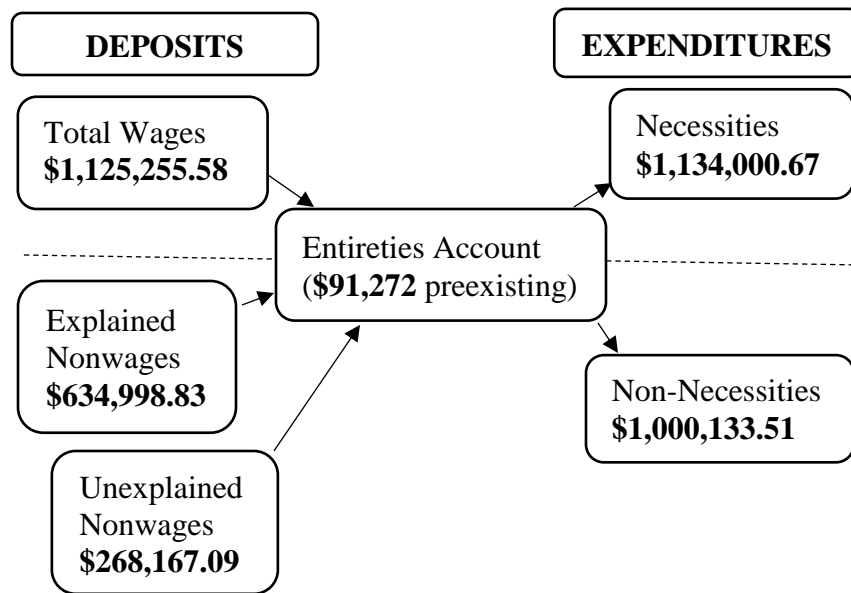 DEPOSITS
EXPENDITURES
Total Wages
$1,125,255.58
Necessities
$1,134,000.67
Entireties Account
($91,272 preexisting)
Explained
Nonwages
$634,998.83
Non-Necessities
$1,000,133.51
Unexplained
Nonwages
$268,167.09